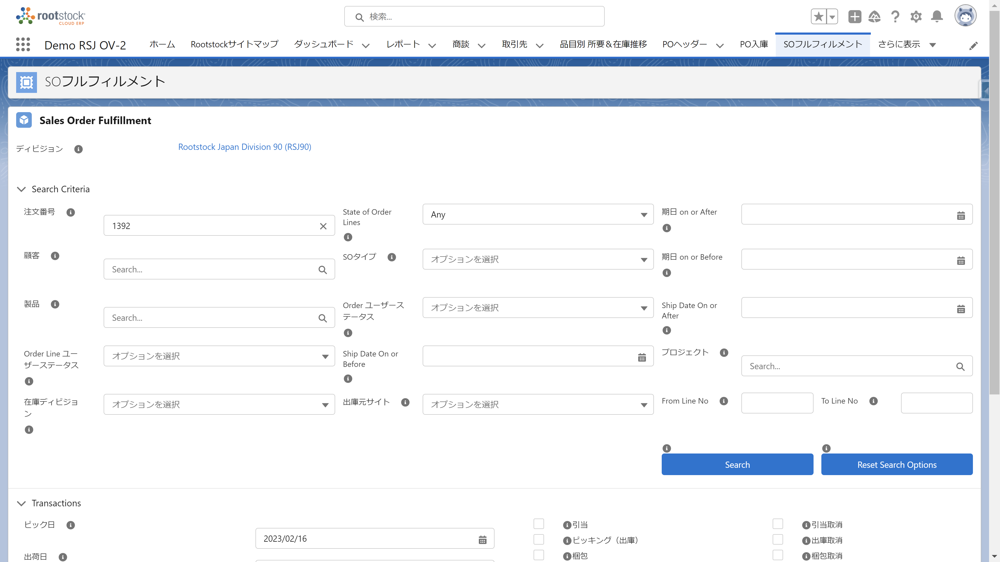 rootstock
CLOUD ERP
検索...
Demo RSJ OV-2
ホーム
Rootstockサイトマップ
ダッシュボード
レポート
商談
取引先
品目別 所要＆在庫推移
POヘッダー
PO入庫
SOフルフィルメント
さらに表示
SOフルフィルメント
Sales Order Fulfillment
ディビジョン
Rootstock Japan Division 90 (RSJ90)
Search Criteria
注文番号
1392
State of Order
Lines
Any
期日 on or After
顧客
Search...
SOタイプ
オプションを選択
期日 on or Before
製品
Search...
Order ユーザース
テータス
オプションを選択
Ship Date On or
After
Order Line ユー
ザーステータス
オプションを選択
Ship Date On or
Before
プロジェクト
Search...
在庫ディビジョ
ン
オプションを選択
出庫元サイト
オプションを選択
From Line No
To Line No
Search
Reset Search Options
Transactions
ピック日
2023/02/16
引当
引当取消
ピッキング（出庫）
出庫取消
出荷日
梱包
梱包取消